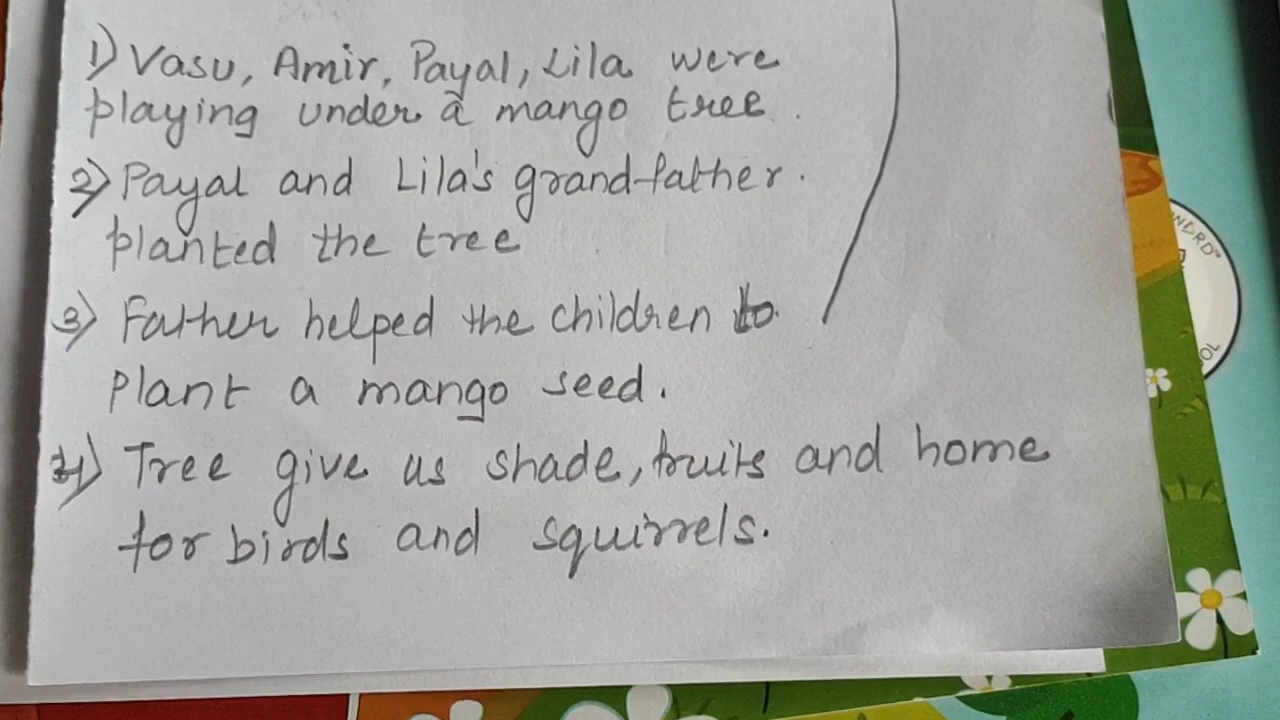 1) Vasu, Amir, Payal, Lila were
playing under a mango tree.
2) Payal and Lila's grandfather.
planted the tree
3) Father helped the children to
plant a mango seed.
4) Tree give us shade, fruits and home
for birds and squirrels.